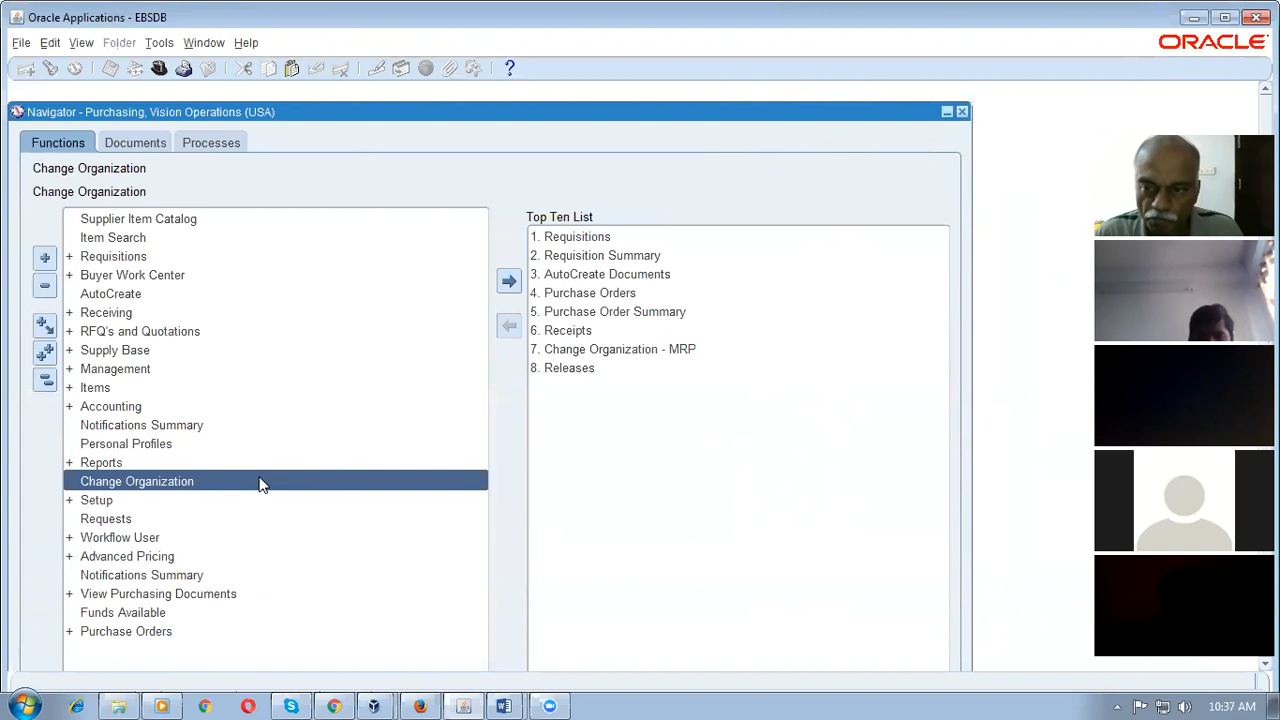 Oracle Applications - EBSDB
File Edit View Folder Tools Window Help
ORACLE
Navigator - Purchasing, Vision Operations (USA)
Functions Documents Processes
Change Organization
Change Organization
Supplier Item Catalog
Item Search
+ Requisitions
+ Buyer Work Center
AutoCreate
+ Receiving
+ RFQ's and Quotations
+ Supply Base
+ Management
+ Items
+ Accounting
Notifications Summary
Personal Profiles
+ Reports
Change Organization
+ Setup
Requests
+ Workflow User
+ Advanced Pricing
Notifications Summary
+ View Purchasing Documents
Funds Available
+ Purchase Orders
Top Ten List
1. Requisitions
2. Requisition Summary
3. AutoCreate Documents
4. Purchase Orders
5. Purchase Order Summary
6. Receipts
7. Change Organization - MRP
8. Releases
10:37 AM